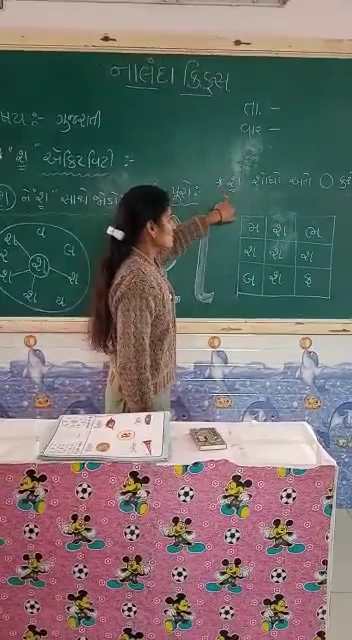 નાલંદા કિડ્સ
તા. -
વાર -
ષય :- ગુજરાતી
* "શ" એક્ટિવિટી :-
"શ" સાથે જોડો
પૂરો :
* શ શોધો અને O કરો
વ
બ
શ
શ
શ
વ
મ શ ભ
શ શ સ
બ શ ફ